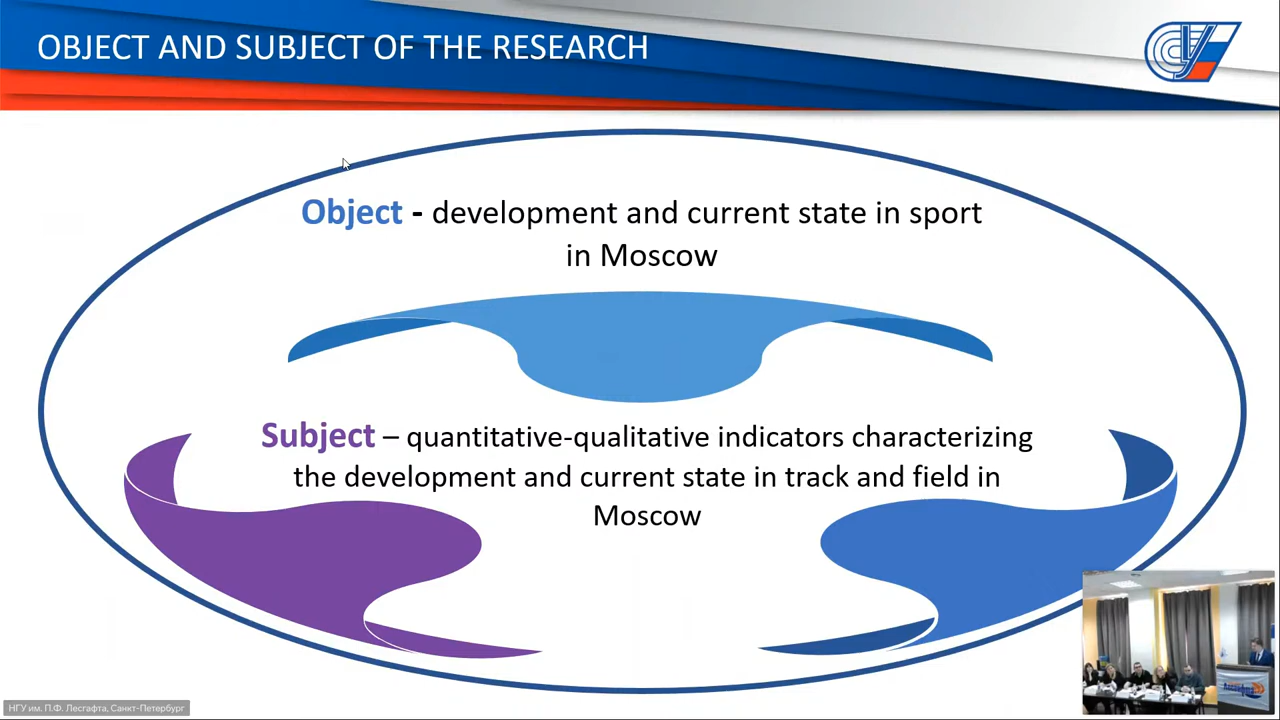 OBJECT AND SUBJECT OF THE RESEARCH
Object - development and current state in sport
in Moscow
Subject – quantitative-qualitative indicators characterizing
the development and current state in track and field in
Moscow
НГУ им. П.Ф. Лесгафта, Санкт-Петербург